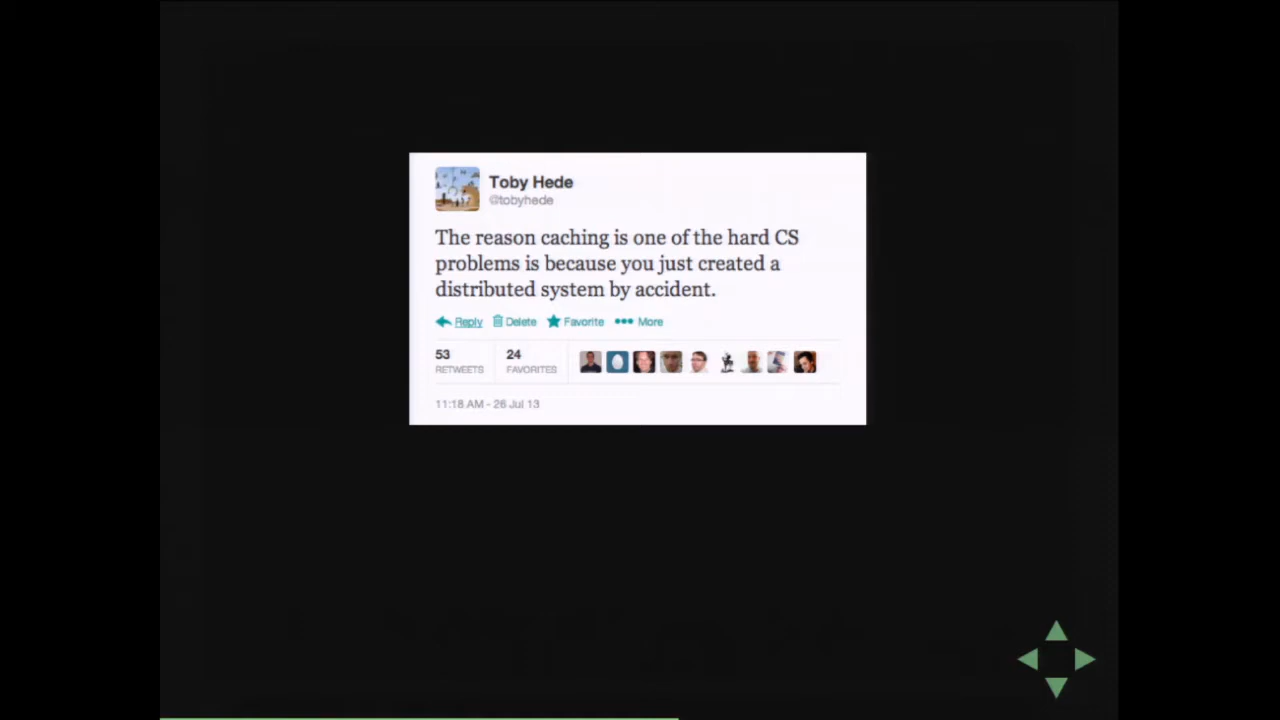 Toby Hede
@tobyhede
The reason caching is one of the hard CS
problems is because you just created a
distributed system by accident.
Reply Delete Favorite More
53 24
RETWEETS FAVORITES
11:18 AM - 26 Jul 13